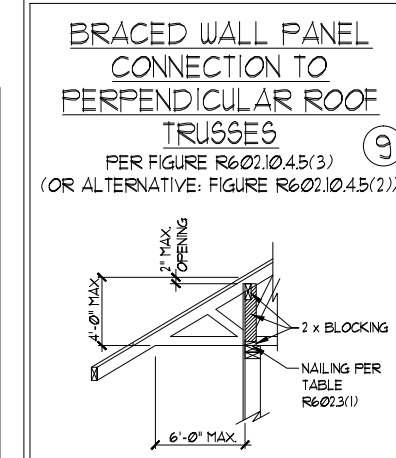 BRACED WALL PANEL
CONNECTION TO
PERPENDICULAR ROOF
TRUSSES
9
PER FIGURE R602.10.4.5(3)
(OR ALTERNATIVE: FIGURE R602.10.4.5(2))
2" MAX.
OPENING
4'-0" MAX.
2 x BLOCKING
NAILING PER
TABLE
R602.3(1)
6'-0" MAX.